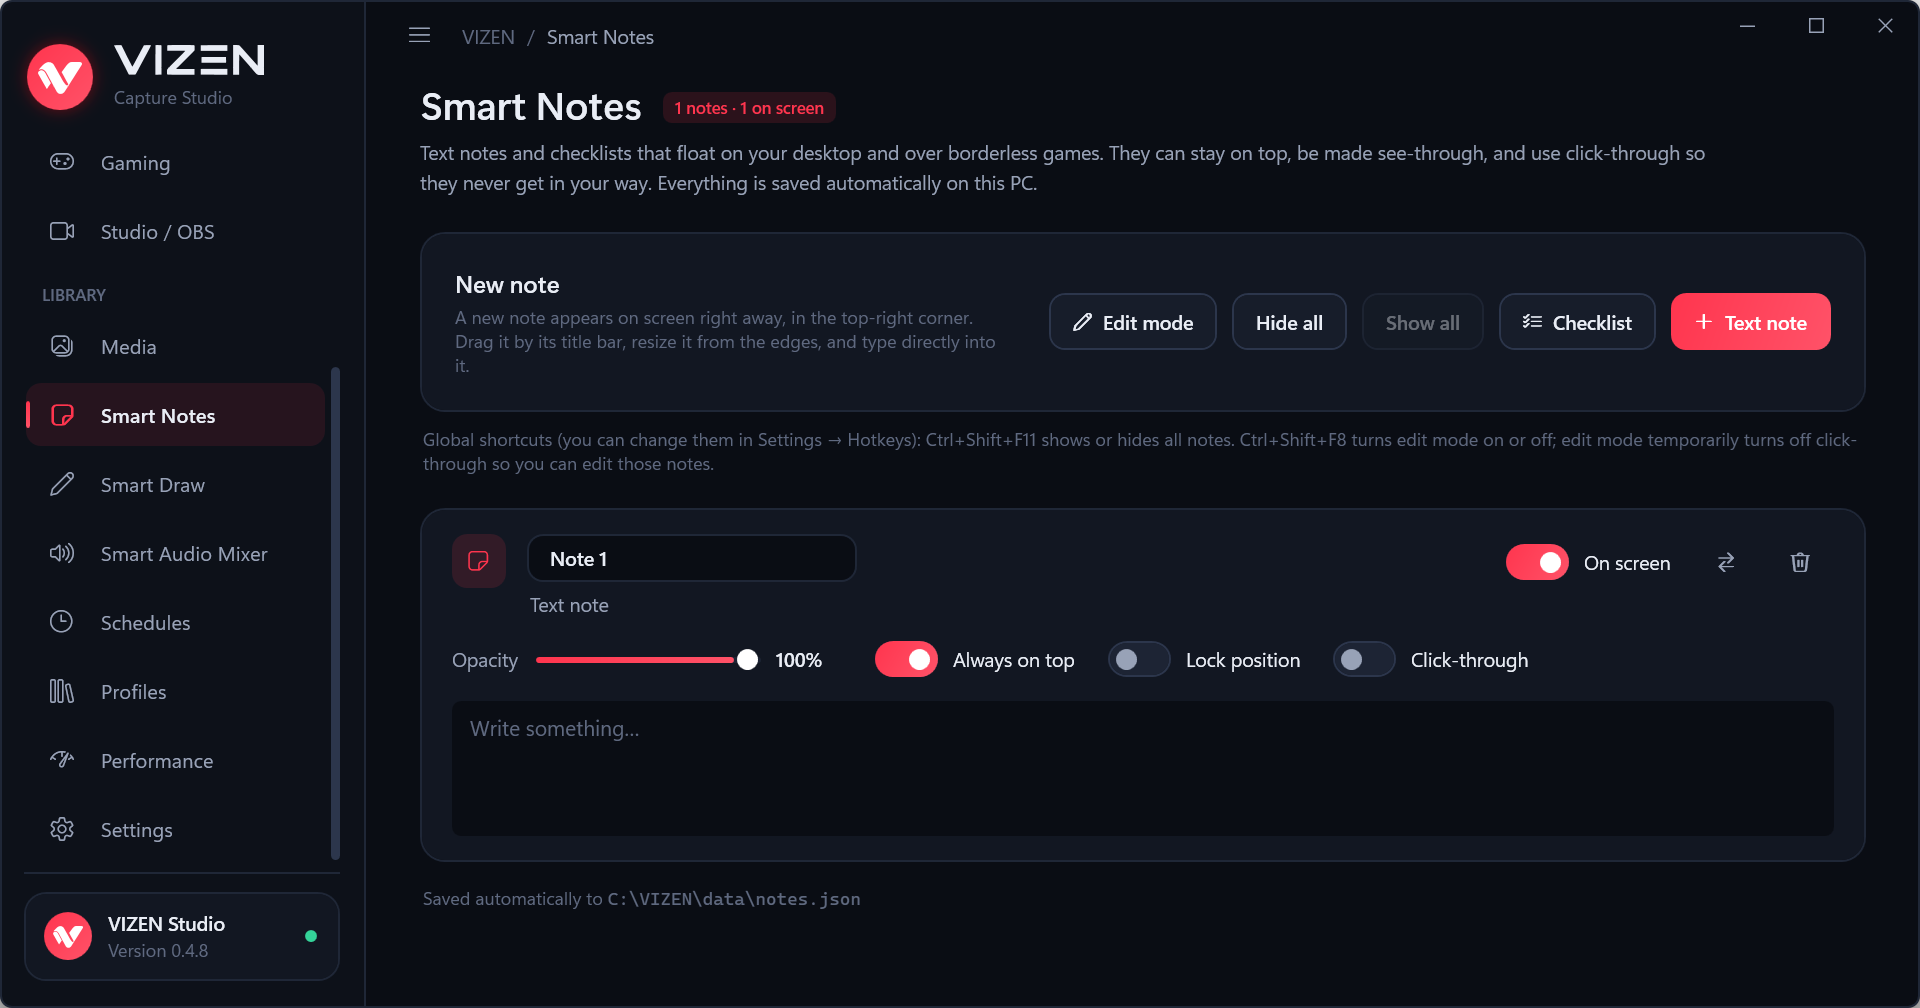 VIZEN
Capture Studio
Gaming
Studio / OBS
LIBRARY
Media
Smart Notes
Smart Draw
Smart Audio Mixer
Schedules
Profiles
Performance
Settings
VIZEN Studio
Version 0.4.8
VIZEN / Smart Notes
Smart Notes
1 notes · 1 on screen
Text notes and checklists that float on your desktop and over borderless games. They can stay on top, be made see-through, and use click-through so
they never get in your way. Everything is saved automatically on this PC.
New note
A new note appears on screen right away, in the top-right corner.
Drag it by its title bar, resize it from the edges, and type directly into
it.
Edit mode
Hide all
Show all
Checklist
Text note
Global shortcuts (you can change them in Settings → Hotkeys): Ctrl+Shift+F11 shows or hides all notes. Ctrl+Shift+F8 turns edit mode on or off; edit mode temporarily turns off click-
through so you can edit those notes.
Note 1
Text note
On screen
Opacity
100%
Always on top
Lock position
Click-through
Write something...
Saved automatically to C:\VIZEN\data\notes.json